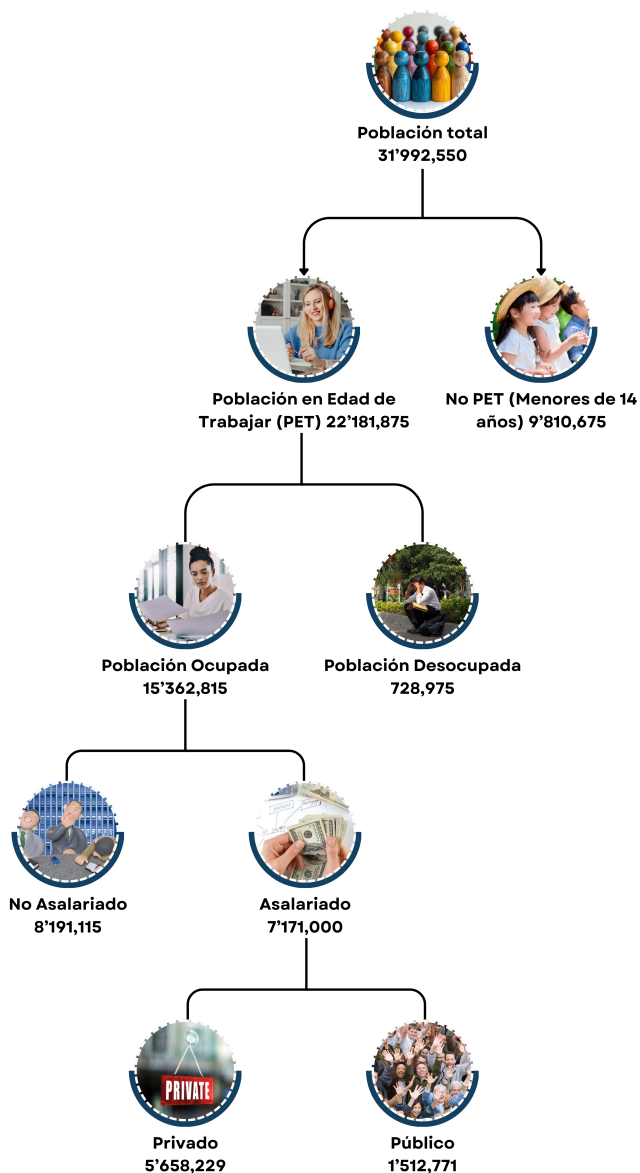 Población total
31’992,550
Población en Edad de
Trabajar (PET) 22’181,875
No PET (Menores de 14
años) 9’810,675
Población Ocupada
15’362,815
Población Desocupada
728,975
No Asalariado
8’191,115
Asalariado
7’171,000
PRIVATE
Privado
5’658,229
Público
1’512,771